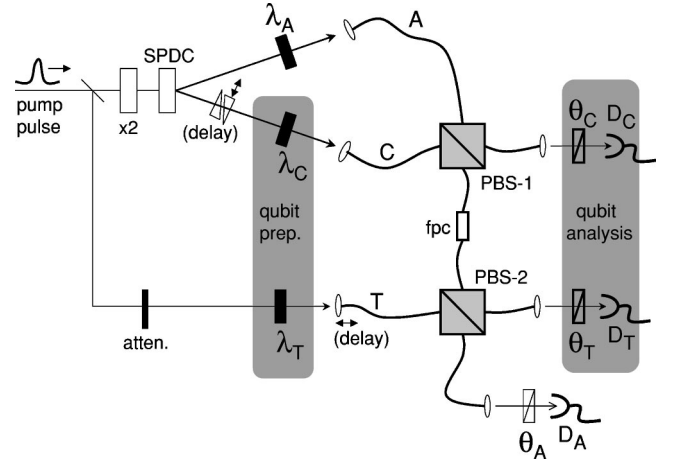 λA
A
SPDC
pump
pulse
x2
(delay)
λC
C
PBS-1
θC
DC
qubit
prep.
fpc
qubit
analysis
PBS-2
T
atten.
λT
(delay)
θT
DT
θA
DA